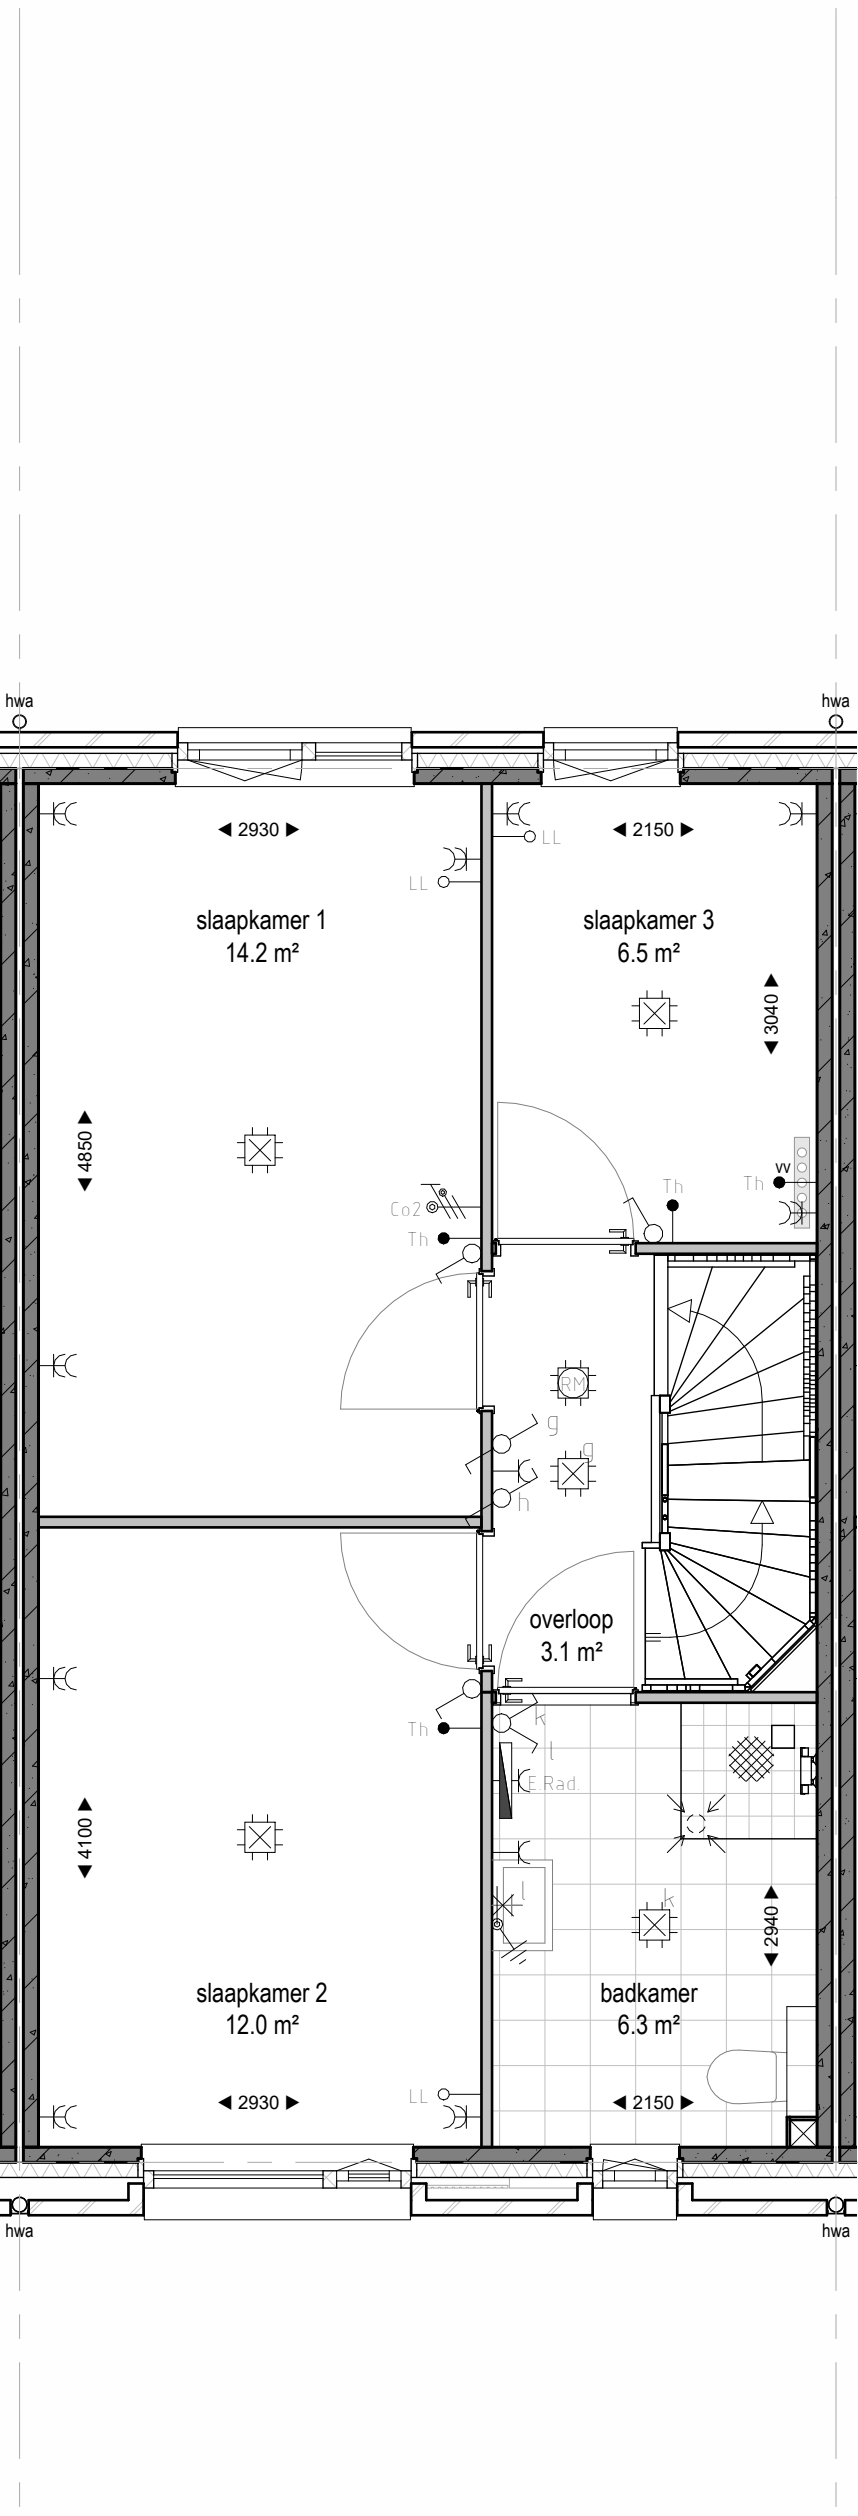 hwa
hwa
2930
2150
LL
LL
slaapkamer 1
14.2 m²
slaapkamer 3
6.5 m²
3040
4850
vv
Th
Th
Co2
Th
RM
g
g
h
overloop
3.1 m²
Th
k
l
E.Rad.
4100
l
k
2940
slaapkamer 2
12.0 m²
badkamer
6.3 m²
LL
2930
2150
hwa
hwa